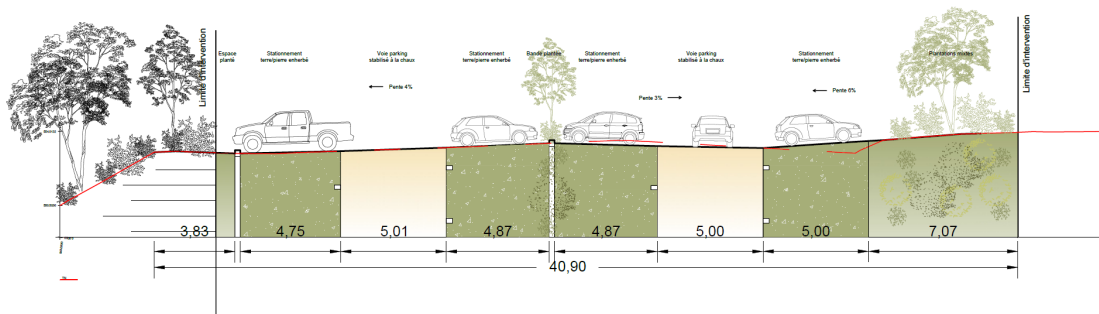 Limite d'intervention
Espace
planté
Stationnement
terre/pierre enherbé
Voie parking
stabilisé à la chaux
Stationnement
terre/pierre enherbé
Bande plantée
Stationnement
terre/pierre enherbé
Voie parking
stabilisé à la chaux
Stationnement
terre/pierre enherbé
Plantations mixtes
Limite d'intervention
Pente 4%
Pente 3%
Pente 6%
3,83
4,75
5,01
4,87
4,87
5,00
5,00
7,07
40,90